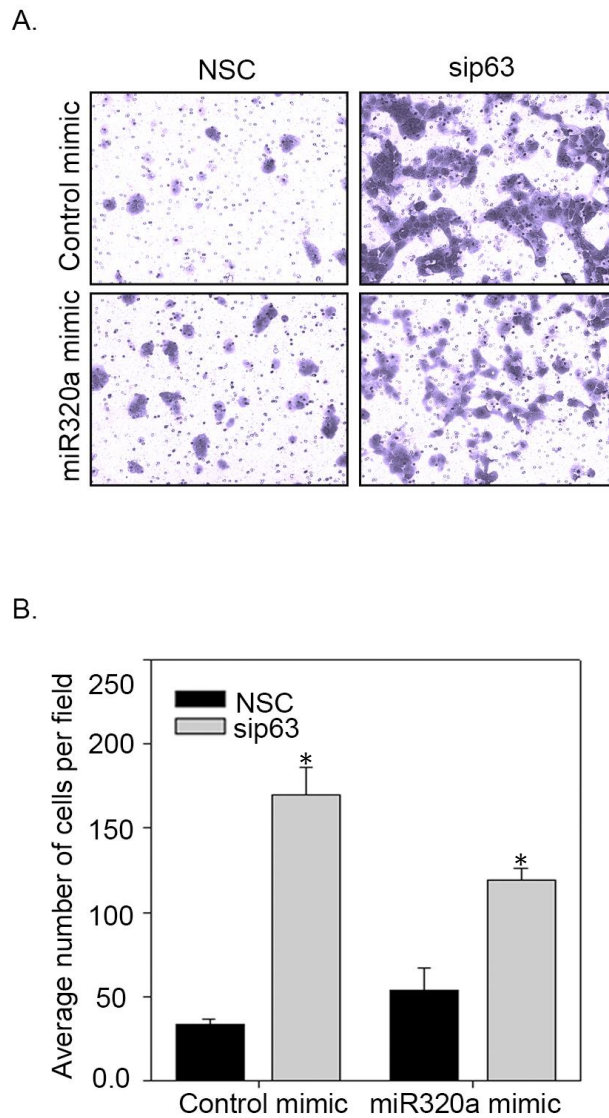 A.
NSC sip63
Control mimic
miR320a mimic
B.
Average number of cells per field
250
200
150
100
50
0.0
NSC
sip63
*
*
Control mimic miR320a mimic